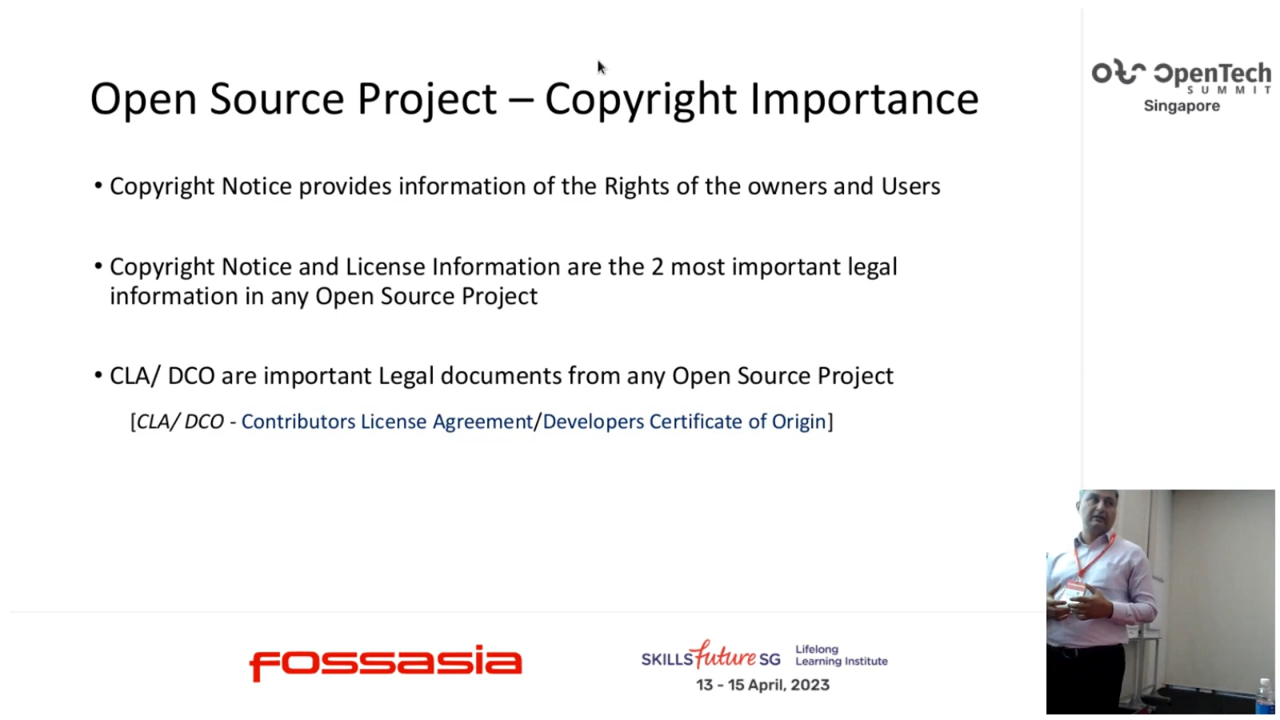 Open Source Project – Copyright Importance
OpenTech
SUMMIT
Singapore
• Copyright Notice provides information of the Rights of the owners and Users
• Copyright Notice and License Information are the 2 most important legal
information in any Open Source Project
• CLA/ DCO are important Legal documents from any Open Source Project
[CLA/ DCO - Contributors License Agreement/Developers Certificate of Origin]
fossasia
SKILLS future SG
Lifelong
Learning Institute
13 - 15 April, 2023